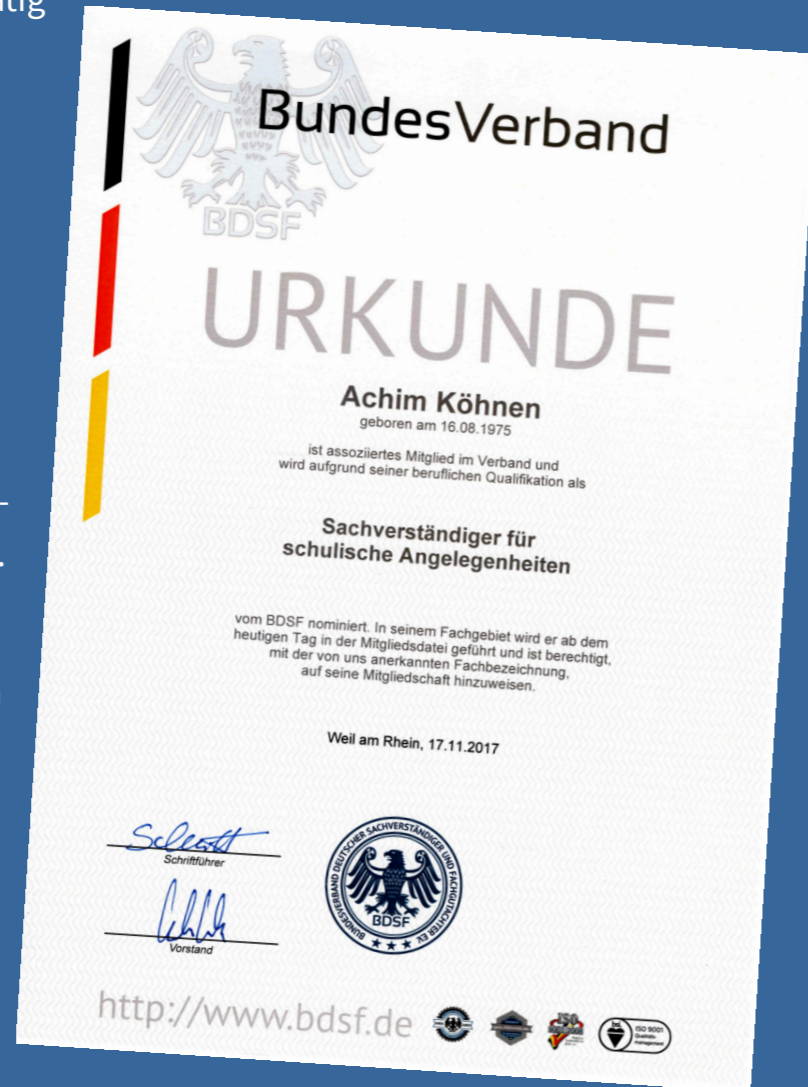 BundesVerband
BDSF
URKUNDE
Achim Köhnen
geboren am 16.08.1975
ist assoziiertes Mitglied im Verband und
wird aufgrund seiner beruflichen Qualifikation als
Sachverständiger für
schulische Angelegenheiten
vom BDSF nominiert. In seinem Fachgebiet wird er ab dem
heutigen Tag in der Mitgliedsdatei geführt und ist berechtigt,
mit der von uns anerkannten Fachbezeichnung,
auf seine Mitgliedschaft hinzuweisen.
Weil am Rhein, 17.11.2017
Schriftführer
Vorstand
BUNDESVERBAND DEUTSCHER SACHVERSTÄNDIGER UND FACHGUTACHTER EV.
BDSF
http://www.bdsf.de
ISO
bsi.
ISO 9001
Qualitäts-
management